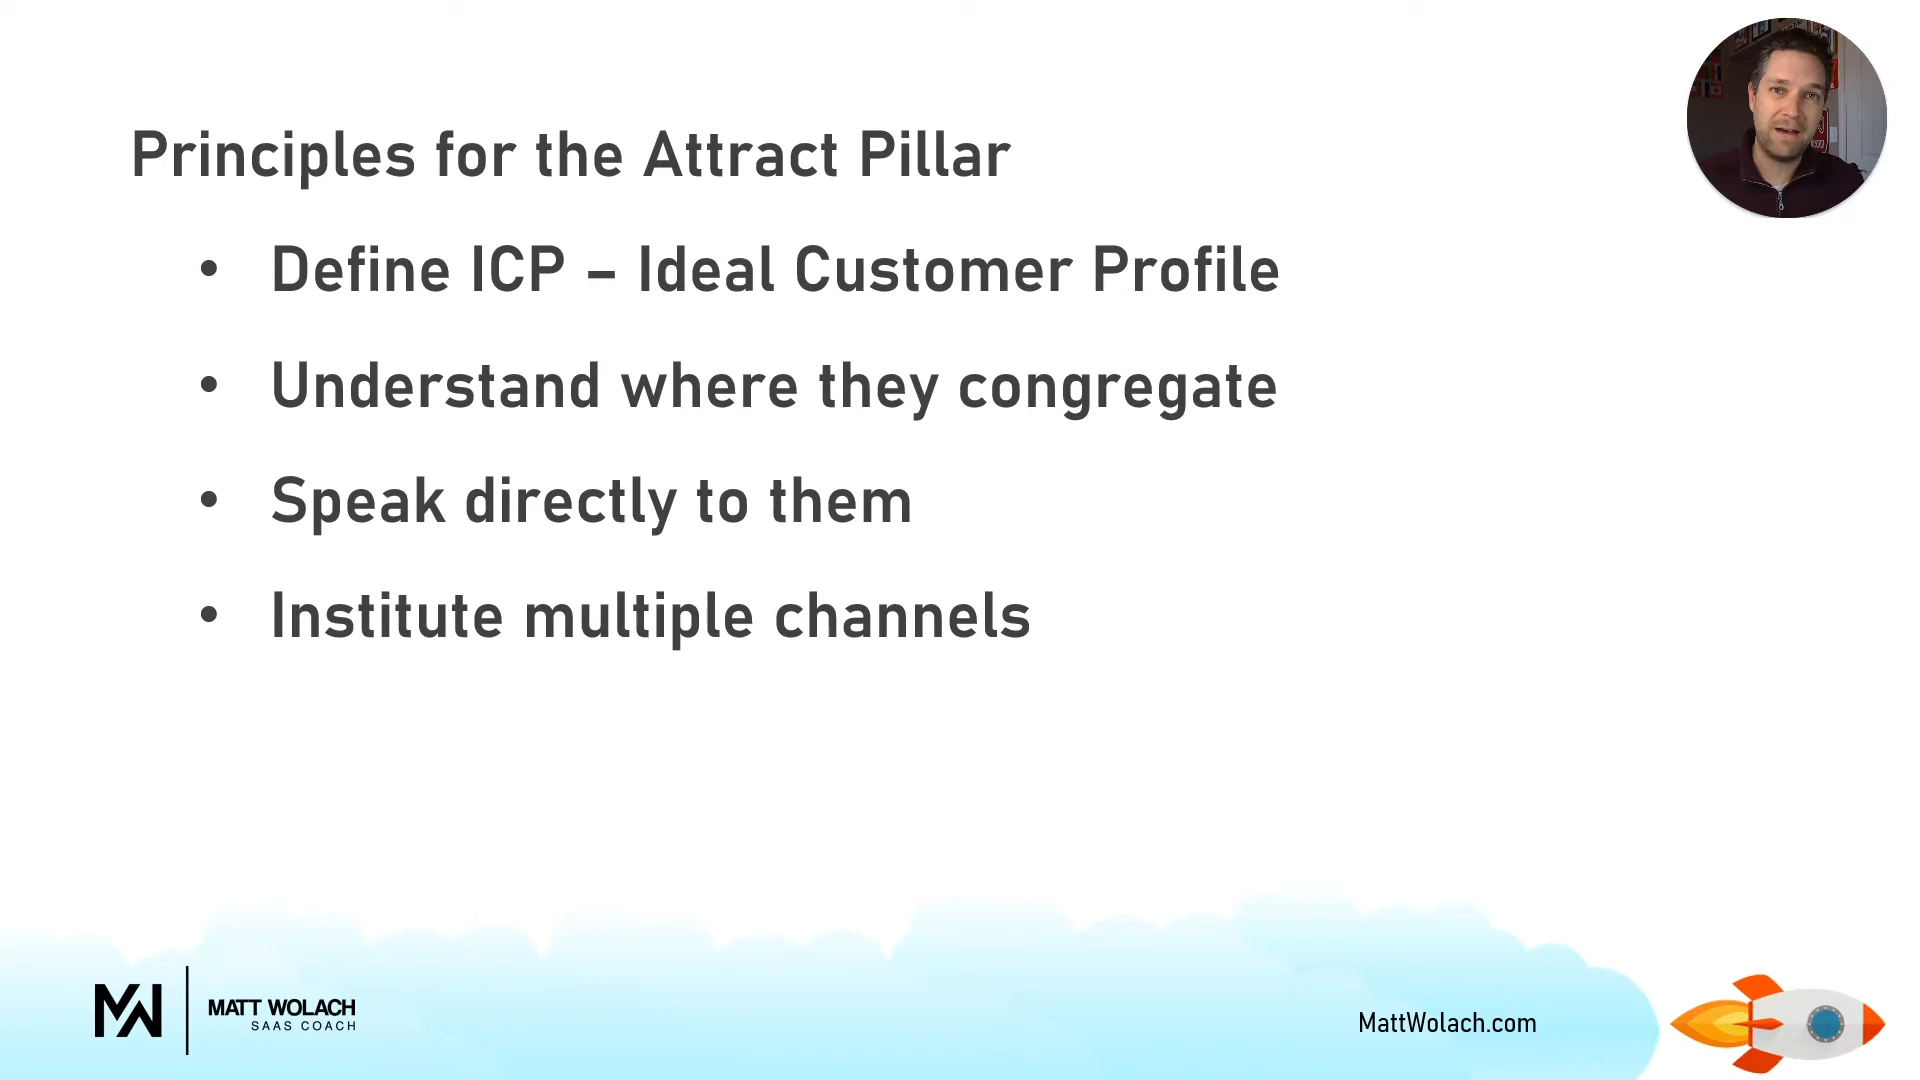 Principles for the Attract Pillar
• Define ICP – Ideal Customer Profile
• Understand where they congregate
• Speak directly to them
• Institute multiple channels
MW
MATT WOLACH
SAAS COACH
MattWolach.com